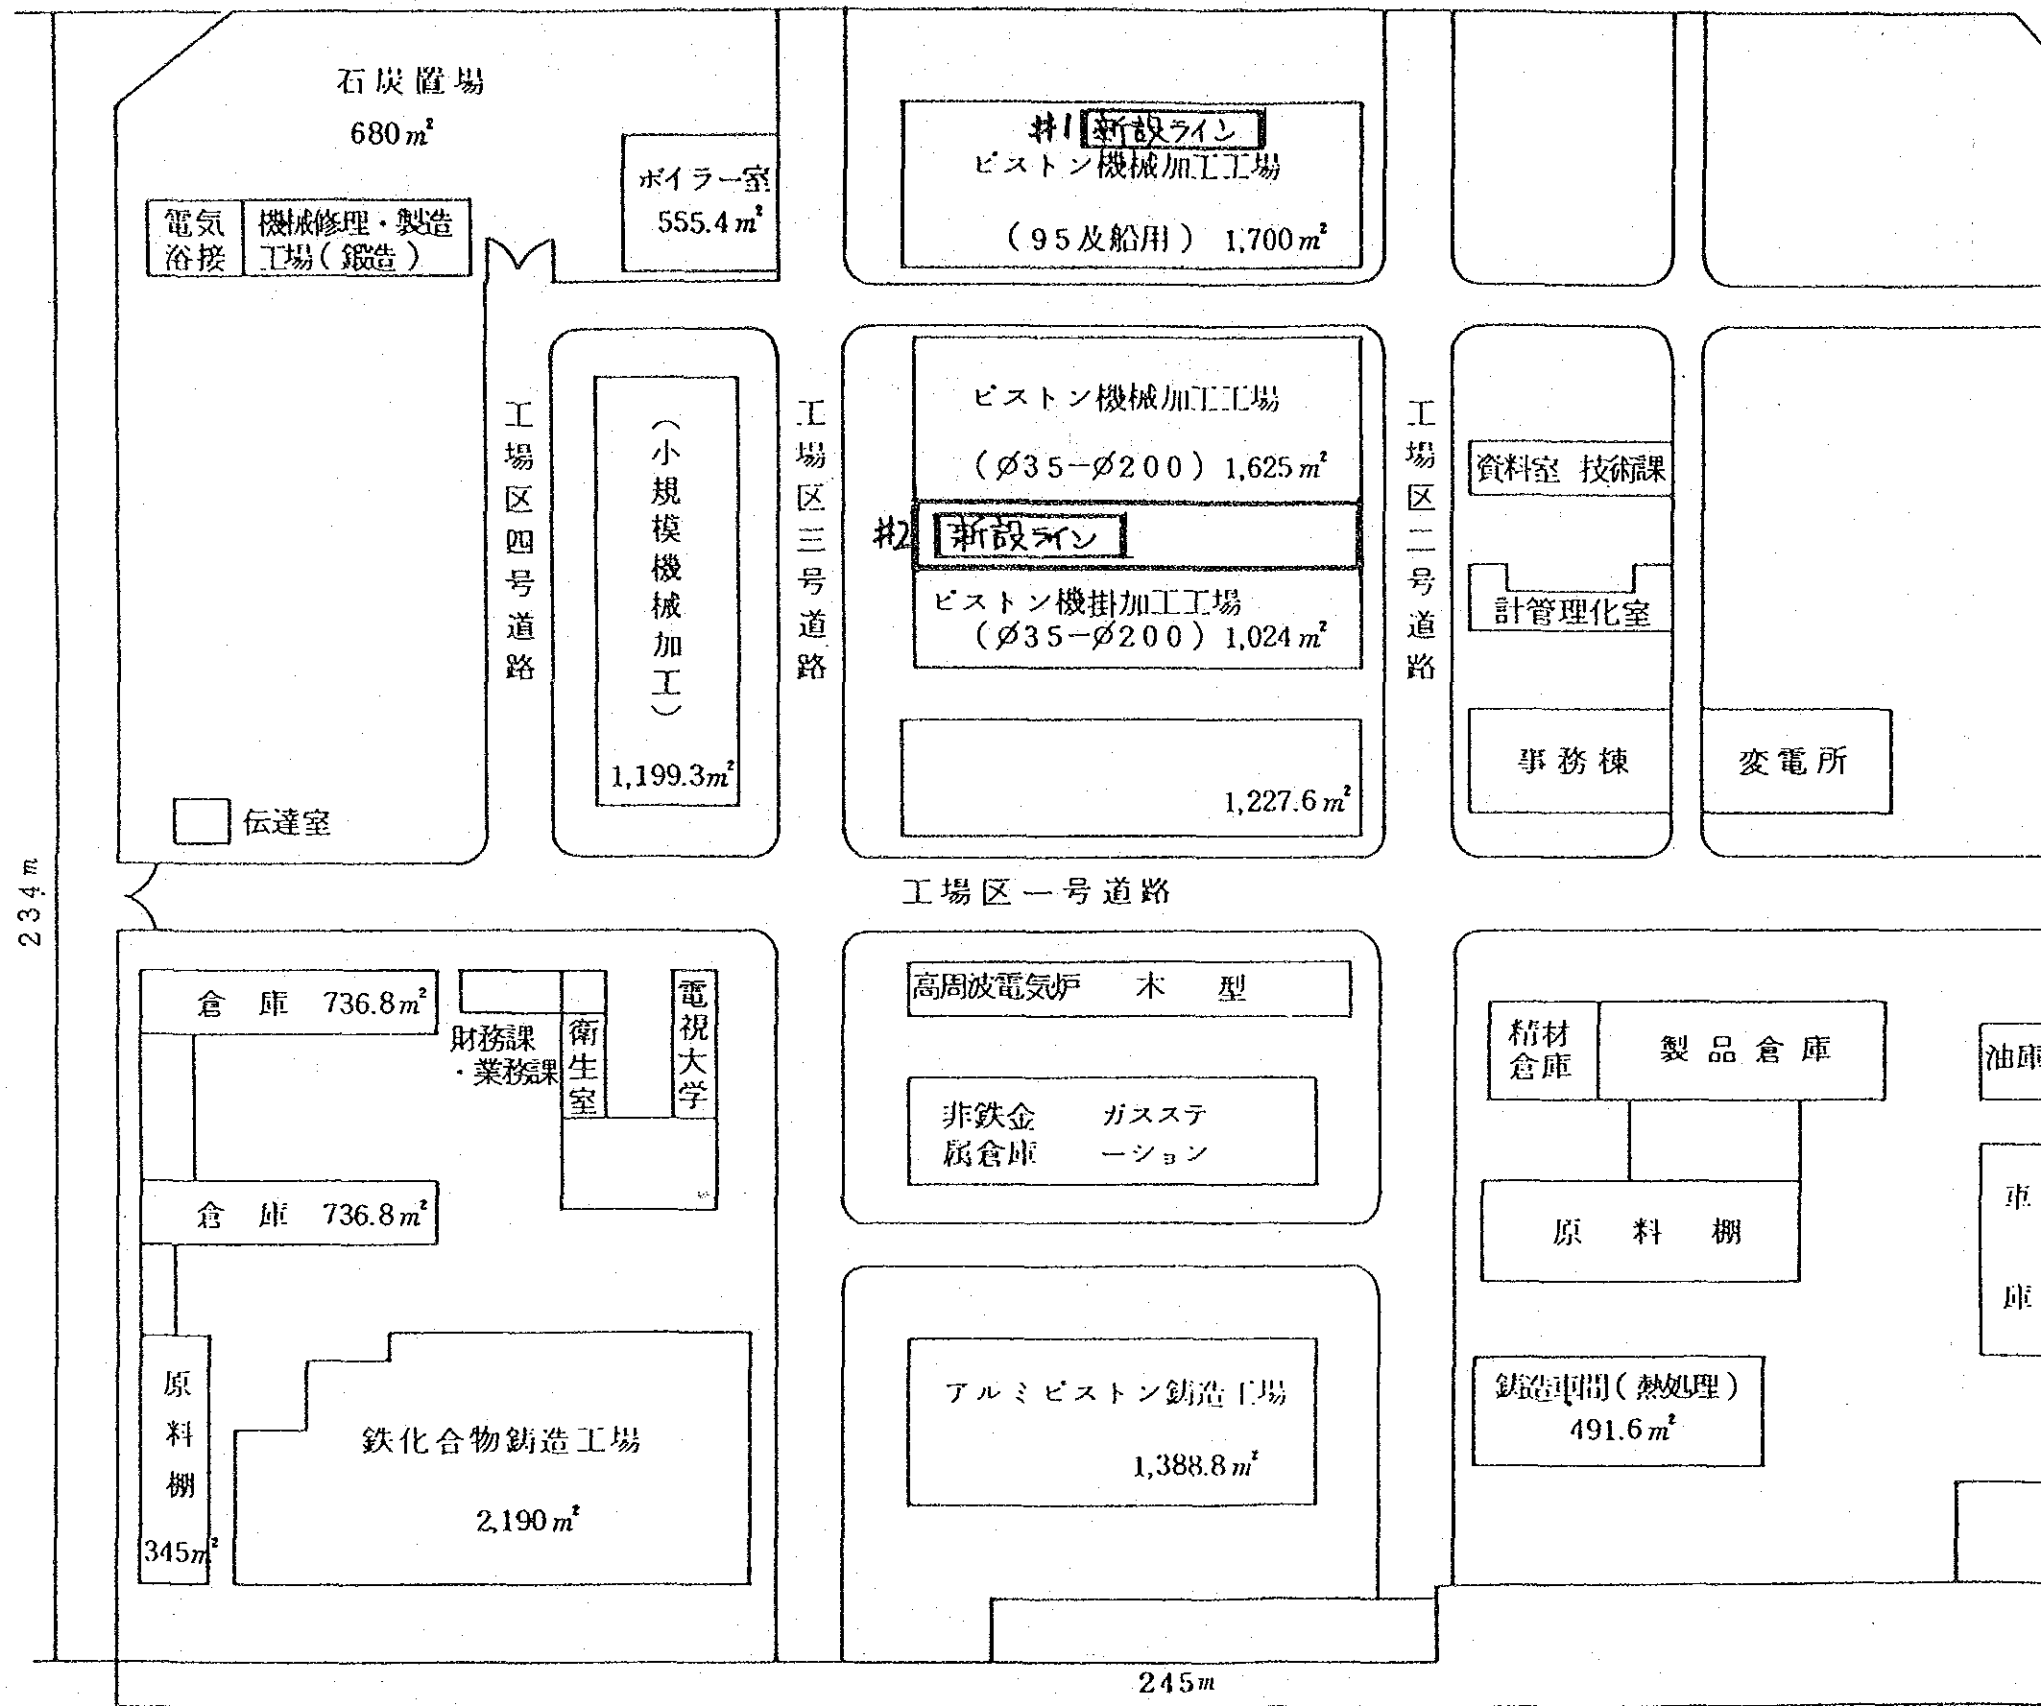 石炭置場
680m²
ボイラー室
555.4m²
電気
浴接
機械修理・製造
工場(鍛造)
#1 新設ライン
ピストン機械加工工場
(95及船用) 1,700m²
工場区四号道路
(小規模機械加工)
1,199.3m²
工場区三号道路
ピストン機械加工工場
(Ø35-Ø200) 1,625m²
#2 新設ライン
ピストン機掛加工工場
(Ø35-Ø200) 1,024m²
1,227.6m²
工場区二号道路
資料室 技術課
計管理化室
事務棟
変電所
伝達室
234m
工場区一号道路
倉庫 736.8m²
財務課
・業務課
衛生室
電視大学
倉庫 736.8m²
原料棚
345m²
鉄化合物鋳造工場
2,190m²
高周波電気炉 木型
非鉄金
属倉庫
ガスステ
ーション
アルミピストン鋳造工場
1,388.8m²
精材
倉庫
製品倉庫
油庫
原料棚
車庫
鋳造車間(熱処理)
491.6m²
245m